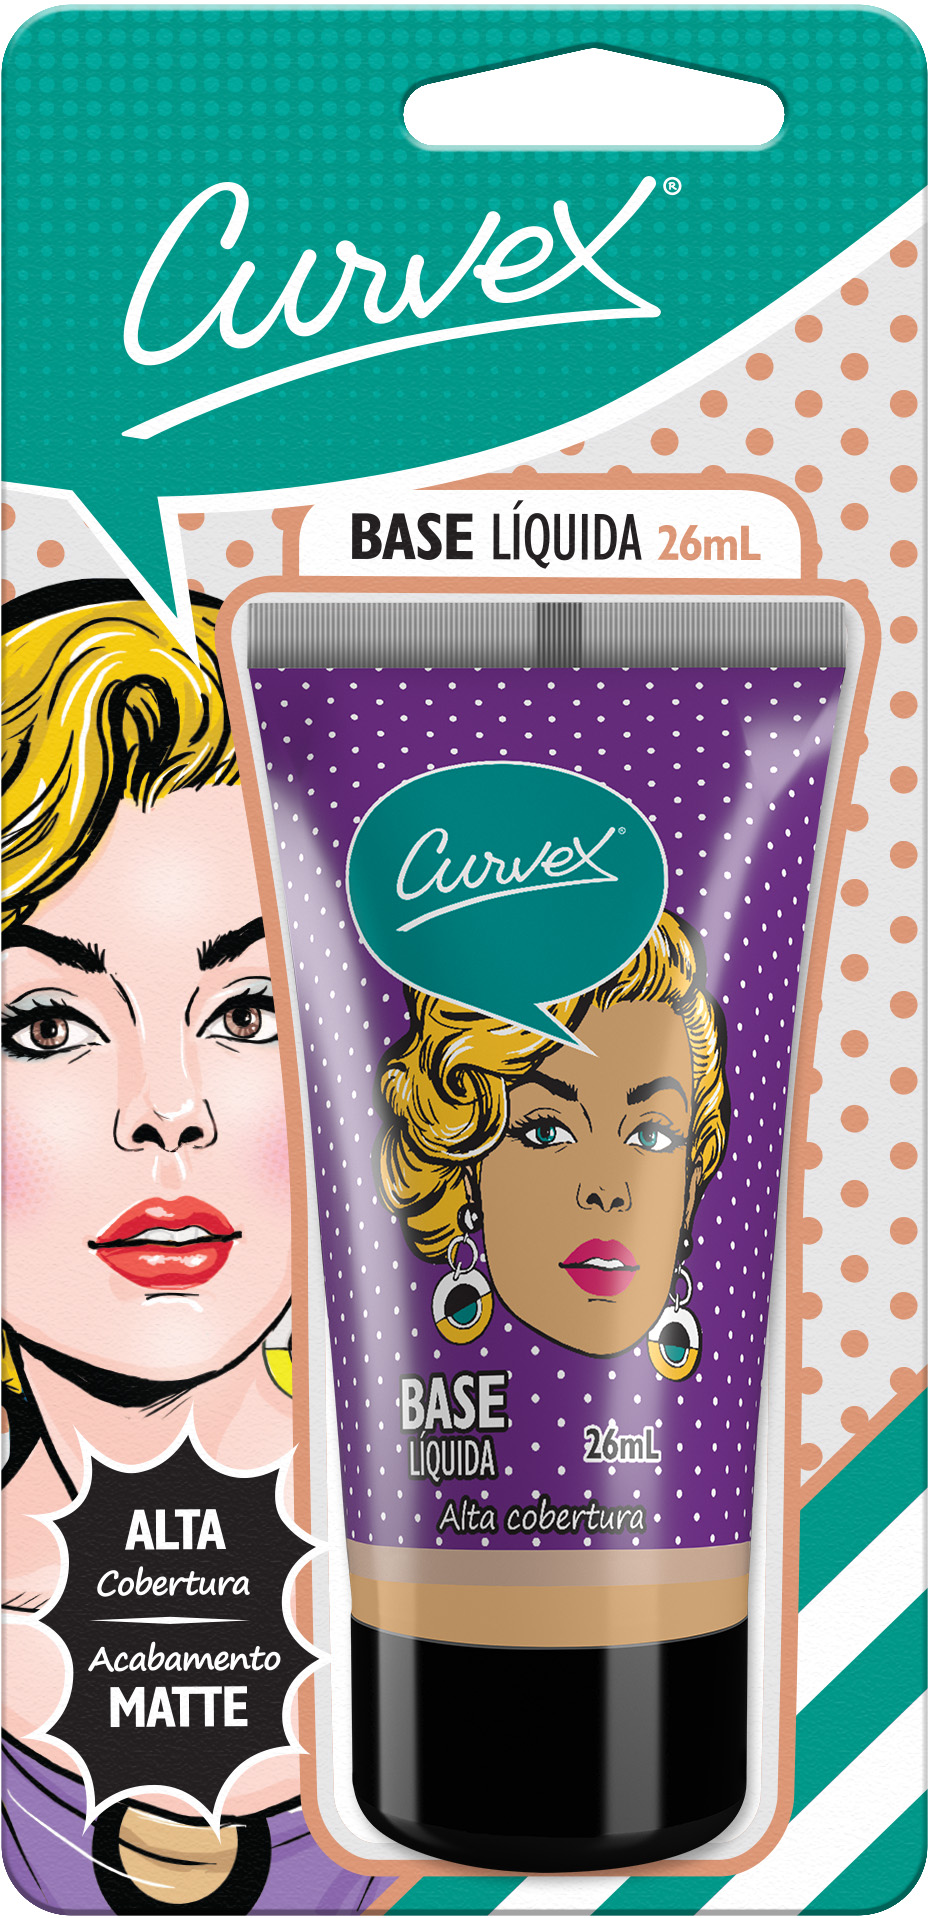 Curvex®
BASE LÍQUIDA 26mL
Curvex®
BASE
LÍQUIDA
26mL
Alta cobertura
ALTA
Cobertura
Acabamento
MATTE